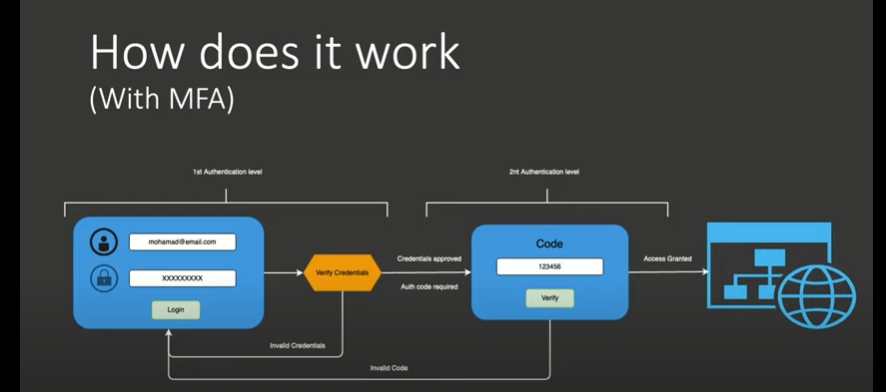 How does it work
(With MFA)
1st Authentication level
2nt Authentication level
mohamad@email.com
XXXXXXXXX
Login
Verify Credentials
Credentials approved
Auth code required
Code
123456
Verify
Access Granted
Invalid Credentials
Invalid Code